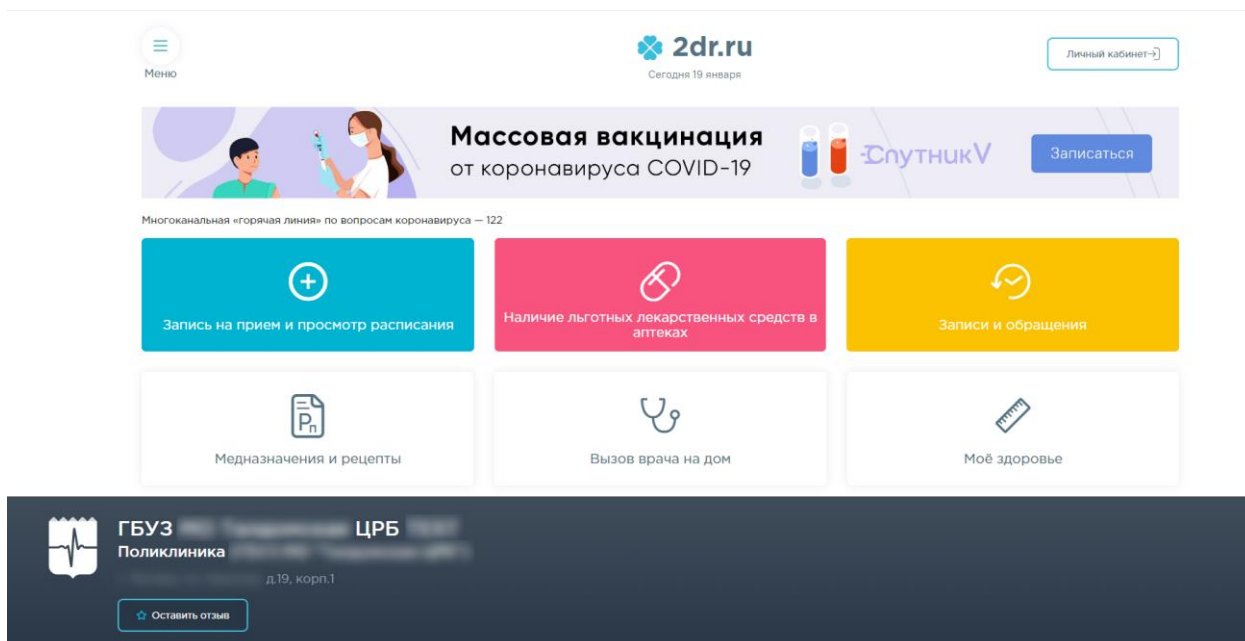 2dr.ru
Меню
Сегодня 19 января
Личный кабинет
Массовая вакцинация
от коронавируса COVID-19
СпутникV
Записаться
Многоканальная «горячая линия» по вопросам коронавируса — 122
Запись на прием и просмотр расписания
Наличие льготных лекарственных средств в
аптеках
Записи и обращения
Pп
Медназначения и рецепты
Вызов врача на дом
Моё здоровье
ГБУЗ ЦРБ
Поликлиника
д.19, корп.1
Оставить отзыв